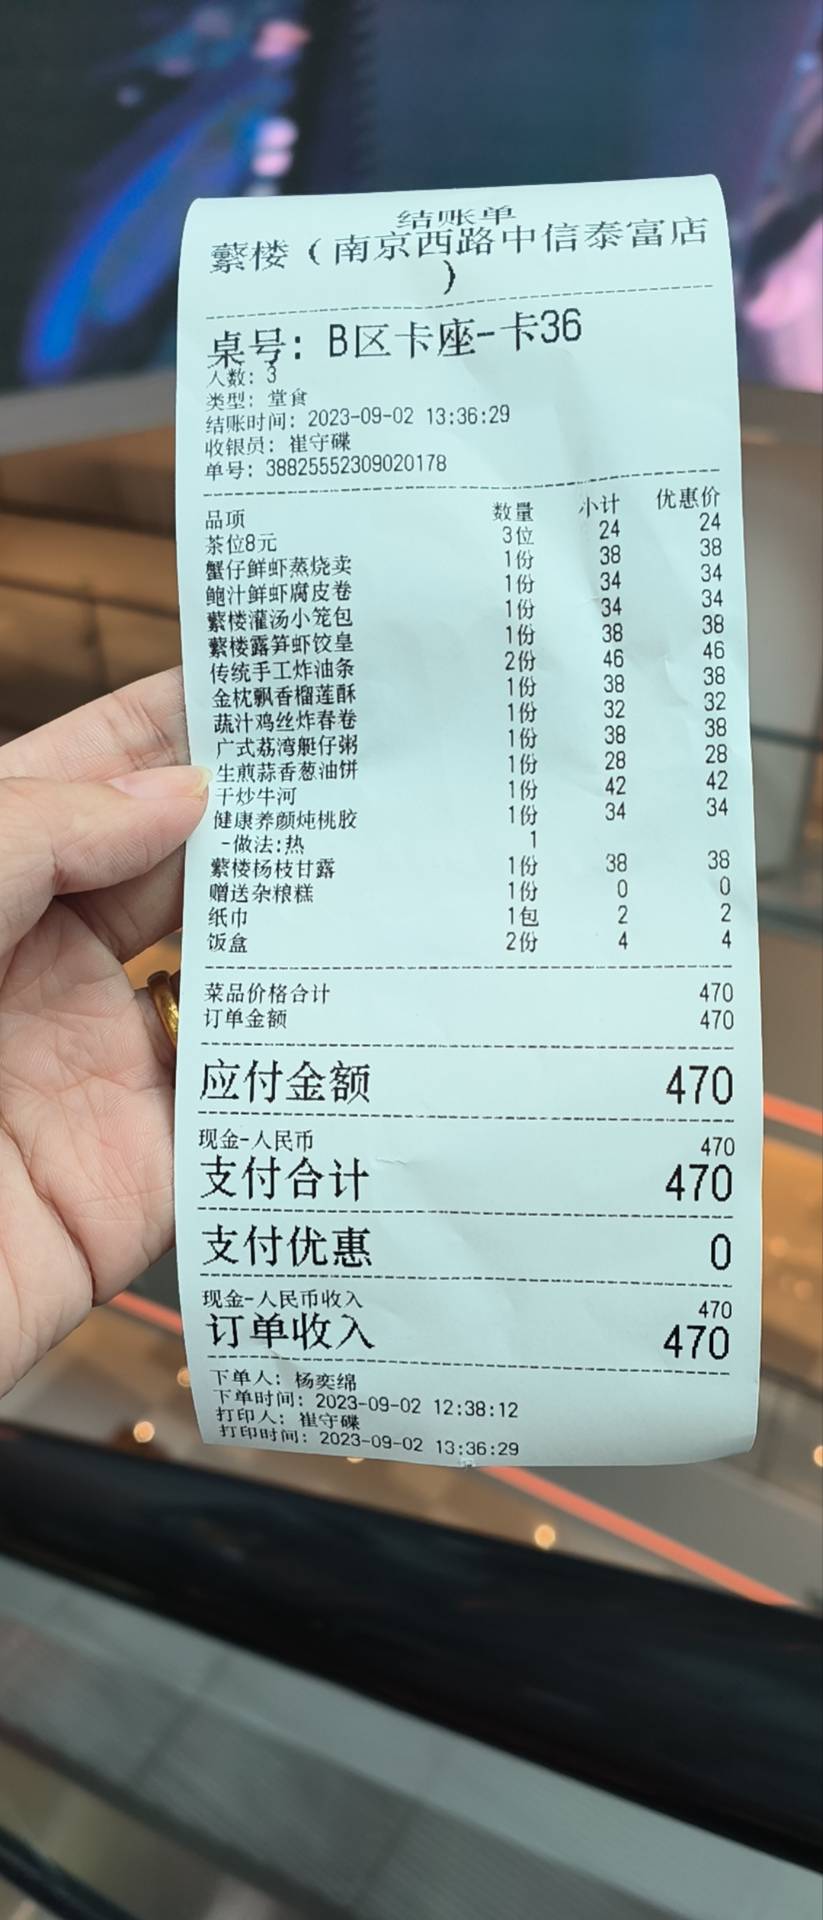 结账单
蘩楼（南京西路中信泰富店
）
桌号: B区卡座-卡36
人数: 3
类型: 堂食
结账时间: 2023-09-02 13:36:29
收银员: 崔守碟
单号: 38825552309020178
品项 数量 小计 优惠价
茶位8元 3位 24 24
蟹仔鲜虾蒸烧卖 1份 38 38
鲍汁鲜虾腐皮卷 1份 34 34
蘩楼灌汤小笼包 1份 34 34
蘩楼露笋虾饺皇 1份 38 38
传统手工炸油条 2份 46 46
金枕飘香榴莲酥 1份 38 38
蔬汁鸡丝炸春卷 1份 32 32
广式荔湾艇仔粥 1份 38 38
生煎蒜香葱油饼 1份 28 28
干炒牛河 1份 42 42
健康养颜炖桃胶 1份 34 34
-做法:热 1
蘩楼杨枝甘露 1份 38 38
赠送杂粮糕 1份 0 0
纸巾 1包 2 2
饭盒 2份 4 4
菜品价格合计 470
订单金额 470
应付金额 470
现金-人民币 470
支付合计 470
支付优惠 0
现金-人民币收入 470
订单收入 470
下单人: 杨奕绵
下单时间: 2023-09-02 12:38:12
打印人: 崔守碟
打印时间: 2023-09-02 13:36:29